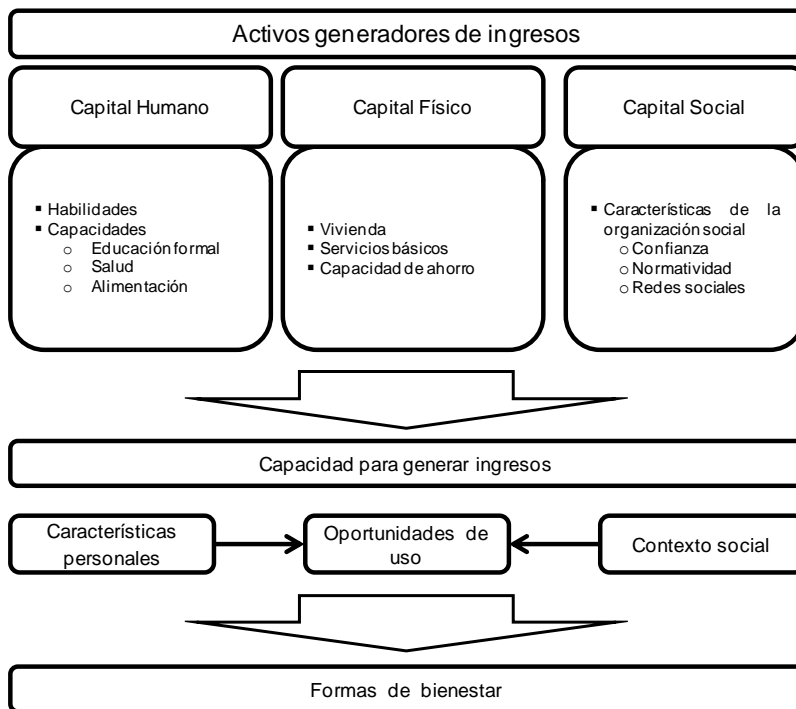 Activos generadores de ingresos
Capital Humano
Capital Físico
Capital Social
▪ Habilidades
▪ Capacidades
o Educación formal
o Salud
o Alimentación
▪ Vivienda
▪ Servicios básicos
▪ Capacidad de ahorro
▪ Características de la
organización social
o Confianza
o Normatividad
o Redes sociales
Capacidad para generar ingresos
Características
personales
Oportunidades de
uso
Contexto social
Formas de bienestar